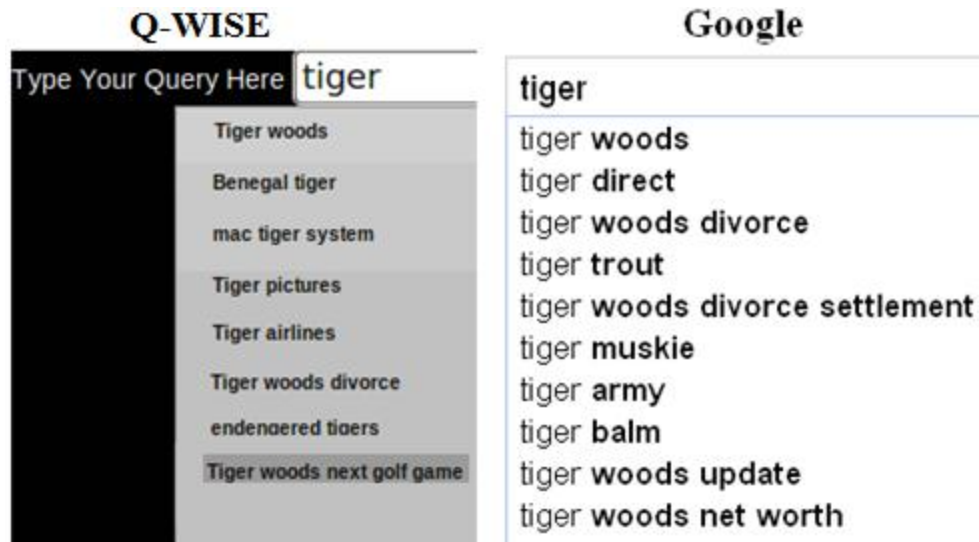 Q-WISE
Type Your Query Here tiger
Tiger woods
Benegal tiger
mac tiger system
Tiger pictures
Tiger airlines
Tiger woods divorce
endengered tigers
Tiger woods next golf game
Google
tiger
tiger woods
tiger direct
tiger woods divorce
tiger trout
tiger woods divorce settlement
tiger muskie
tiger army
tiger balm
tiger woods update
tiger woods net worth